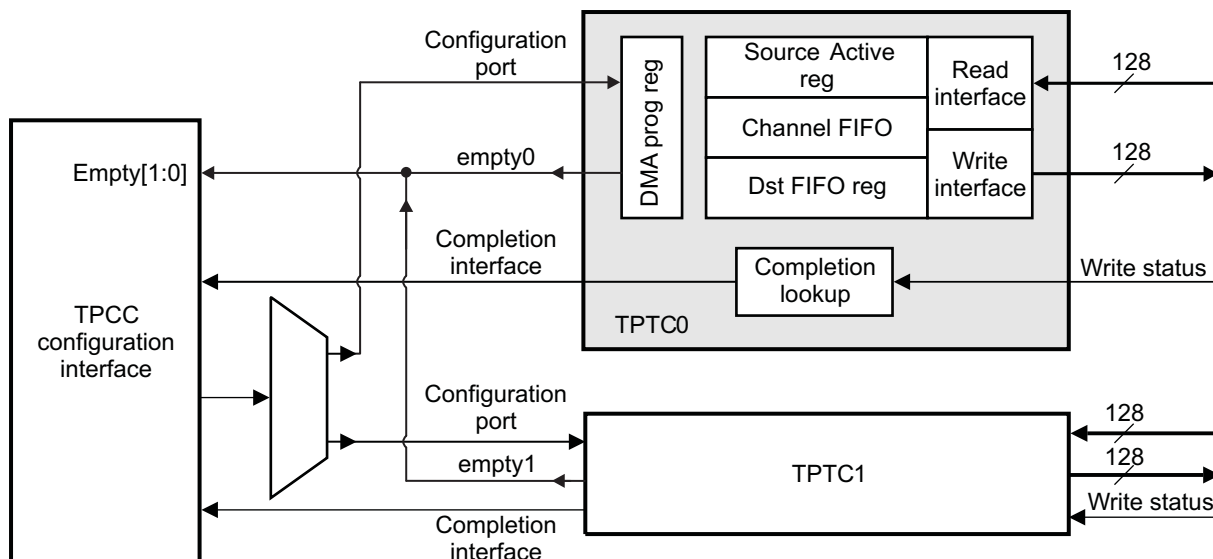 Configuration
port
DMA prog reg
Source Active
reg
Channel FIFO
Dst FIFO reg
Read
interface
Write
interface
128
128
Empty[1:0]
empty0
Completion
interface
Completion
lookup
Write status
TPTC0
TPCC
configuration
interface
Configuration
port
empty1
Completion
interface
TPTC1
128
128
Write status